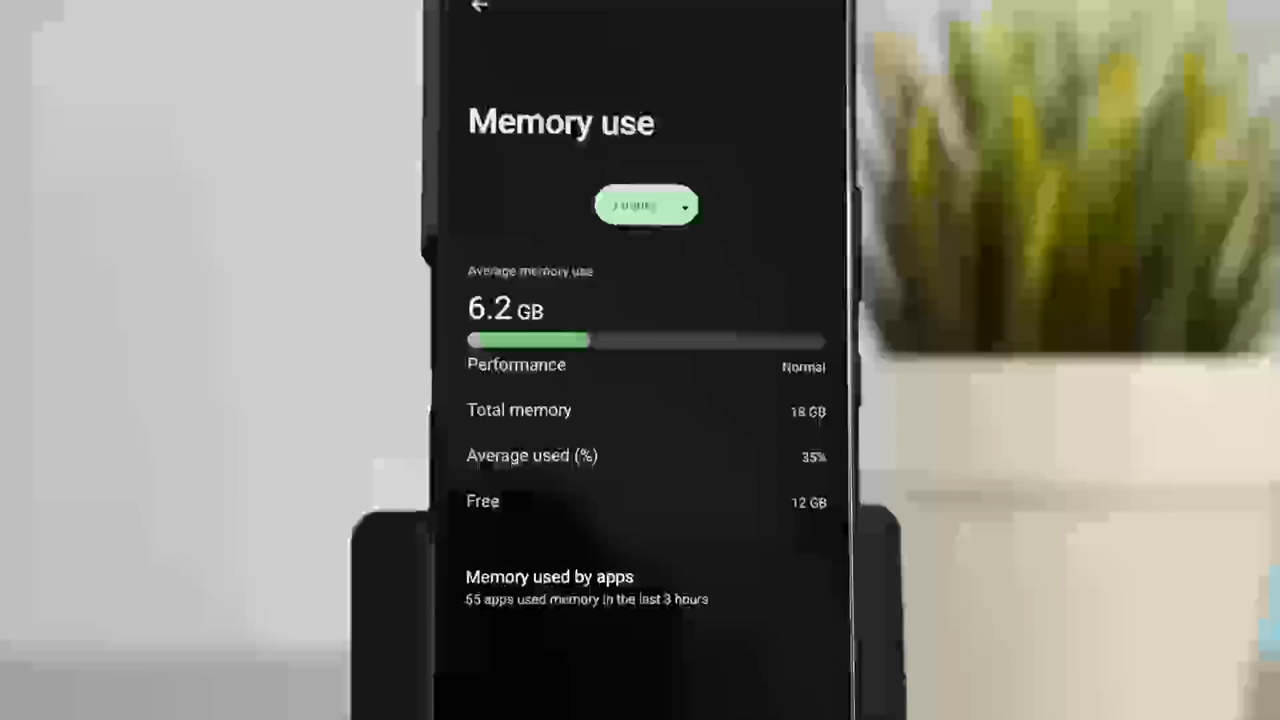 Memory use
Average memory use
6.2 GB
Performance Normal
Total memory 18 GB
Average used (%) 35%
Free 12 GB
Memory used by apps
55 apps used memory in the last 3 hours